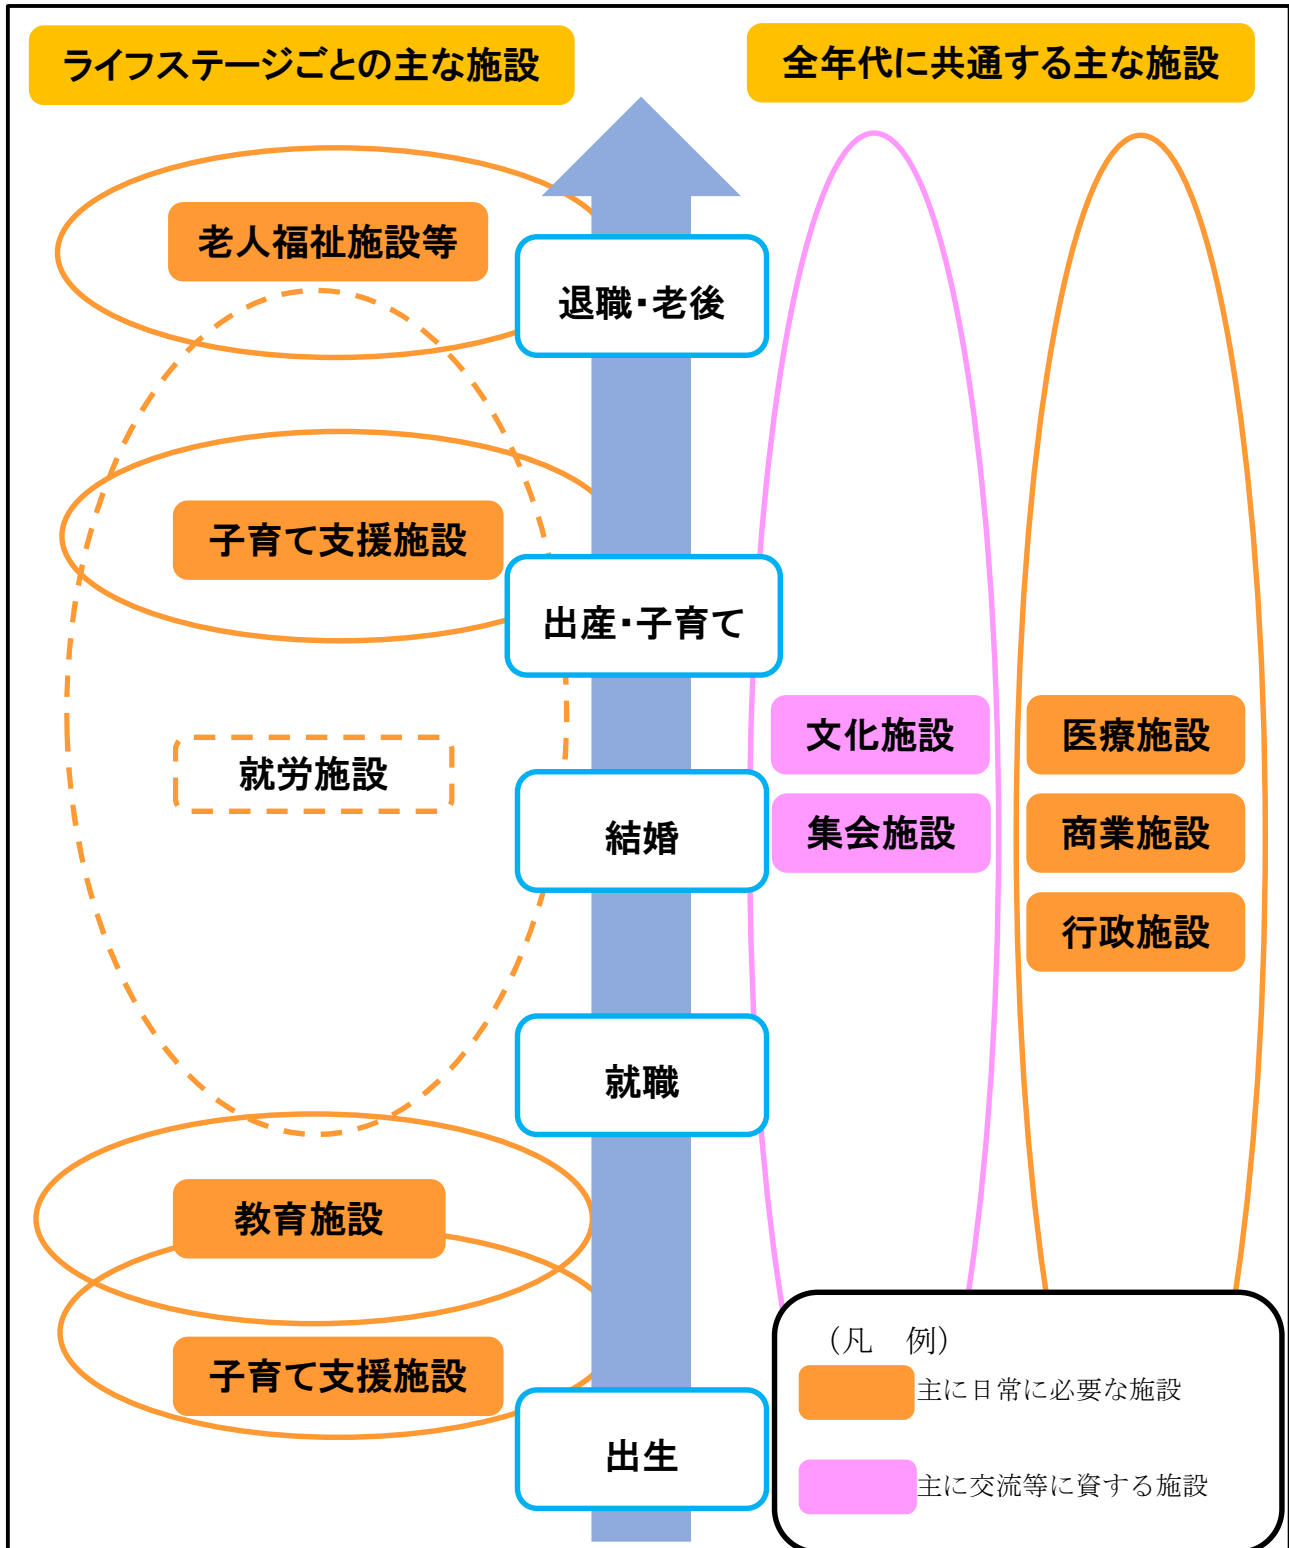 ライフステージごとの主な施設
全年代に共通する主な施設
老人福祉施設等
退職・老後
子育て支援施設
出産・子育て
文化施設
医療施設
就労施設
結婚
集会施設
商業施設
行政施設
就職
教育施設
子育て支援施設
出生
（凡　例）
主に日常に必要な施設
主に交流等に資する施設